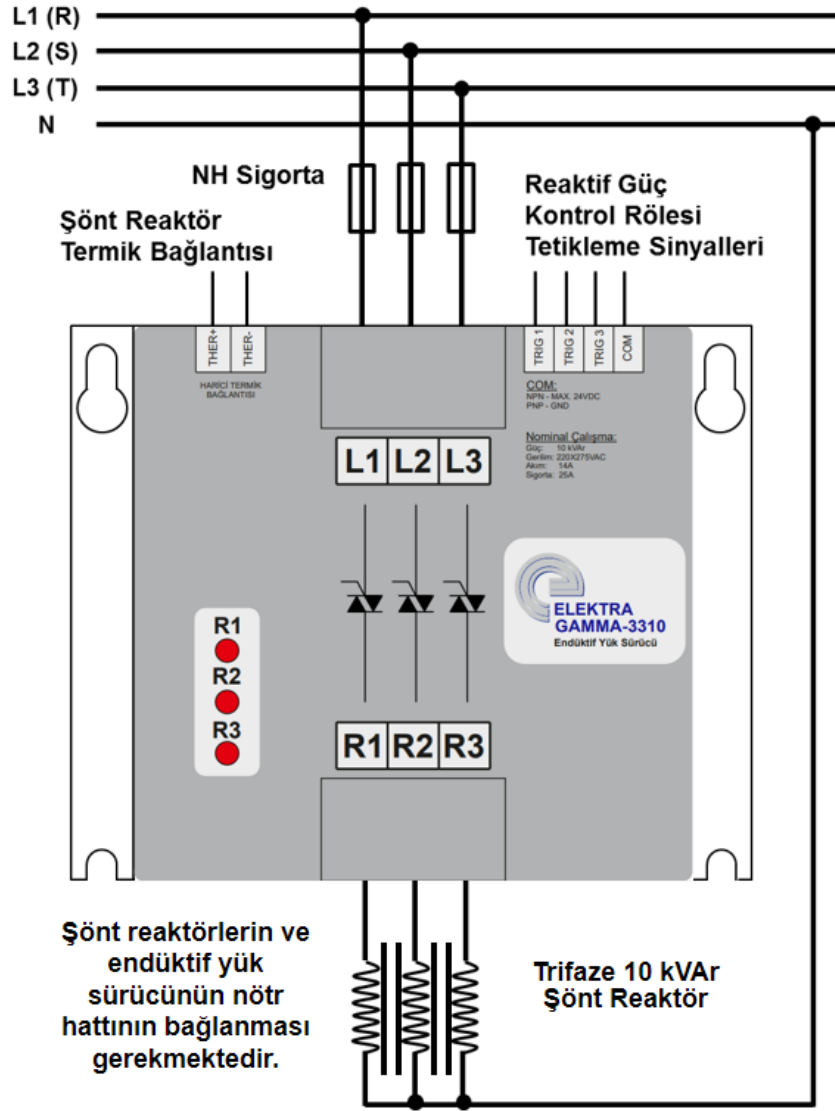 L1 (R)
L2 (S)
L3 (T)
N
NH Sigorta
Şönt Reaktör
Termik Bağlantısı
Reaktif Güç
Kontrol Rölesi
Tetikleme Sinyalleri
THER+
THER-
HARİCİ TERMİK
BAĞLANTISI
TRIG 1
TRIG 2
TRIG 3
COM
COM:
NPN - MAX. 24VDC
PNP - GND
Nominal Çalışma:
Güç: 10 kVAr
Gerilim: 220X275VAC
Akım: 14A
Sigorta: 25A
L1 L2 L3
ELEKTRA
GAMMA-3310
Endüktif Yük Sürücü
R1
R2
R3
R1 R2 R3
Şönt reaktörlerin ve
endüktif yük
sürücünün nötr
hattının bağlanması
gerekmektedir.
Trifaze 10 kVAr
Şönt Reaktör